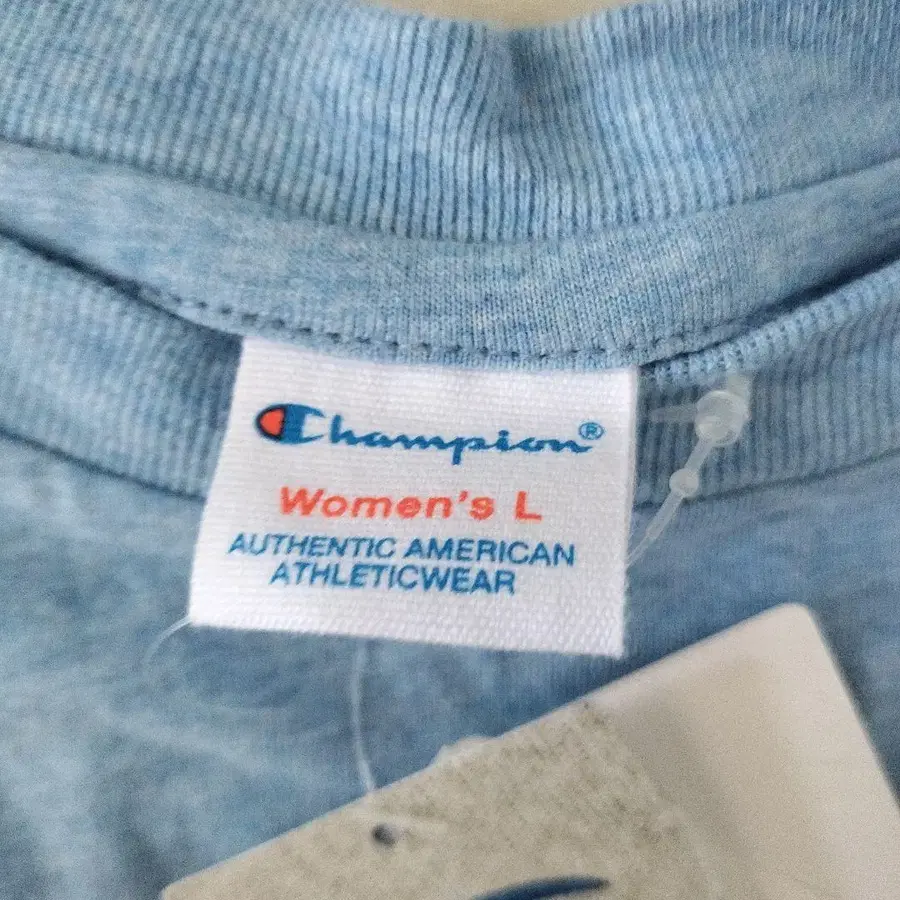 Champion®
Women's L
AUTHENTIC AMERICAN
ATHLETICWEAR